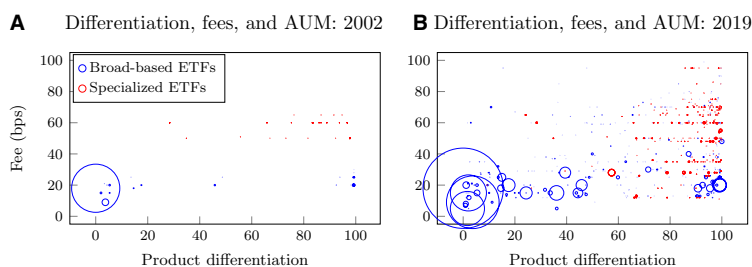 A Differentiation, fees, and AUM: 2002
Fee (bps)
100
80
60
40
20
0
Broad-based ETFs
Specialized ETFs
0 20 40 60 80 100
Product differentiation
B Differentiation, fees, and AUM: 2019
100
80
60
40
20
0
0 20 40 60 80 100
Product differentiation